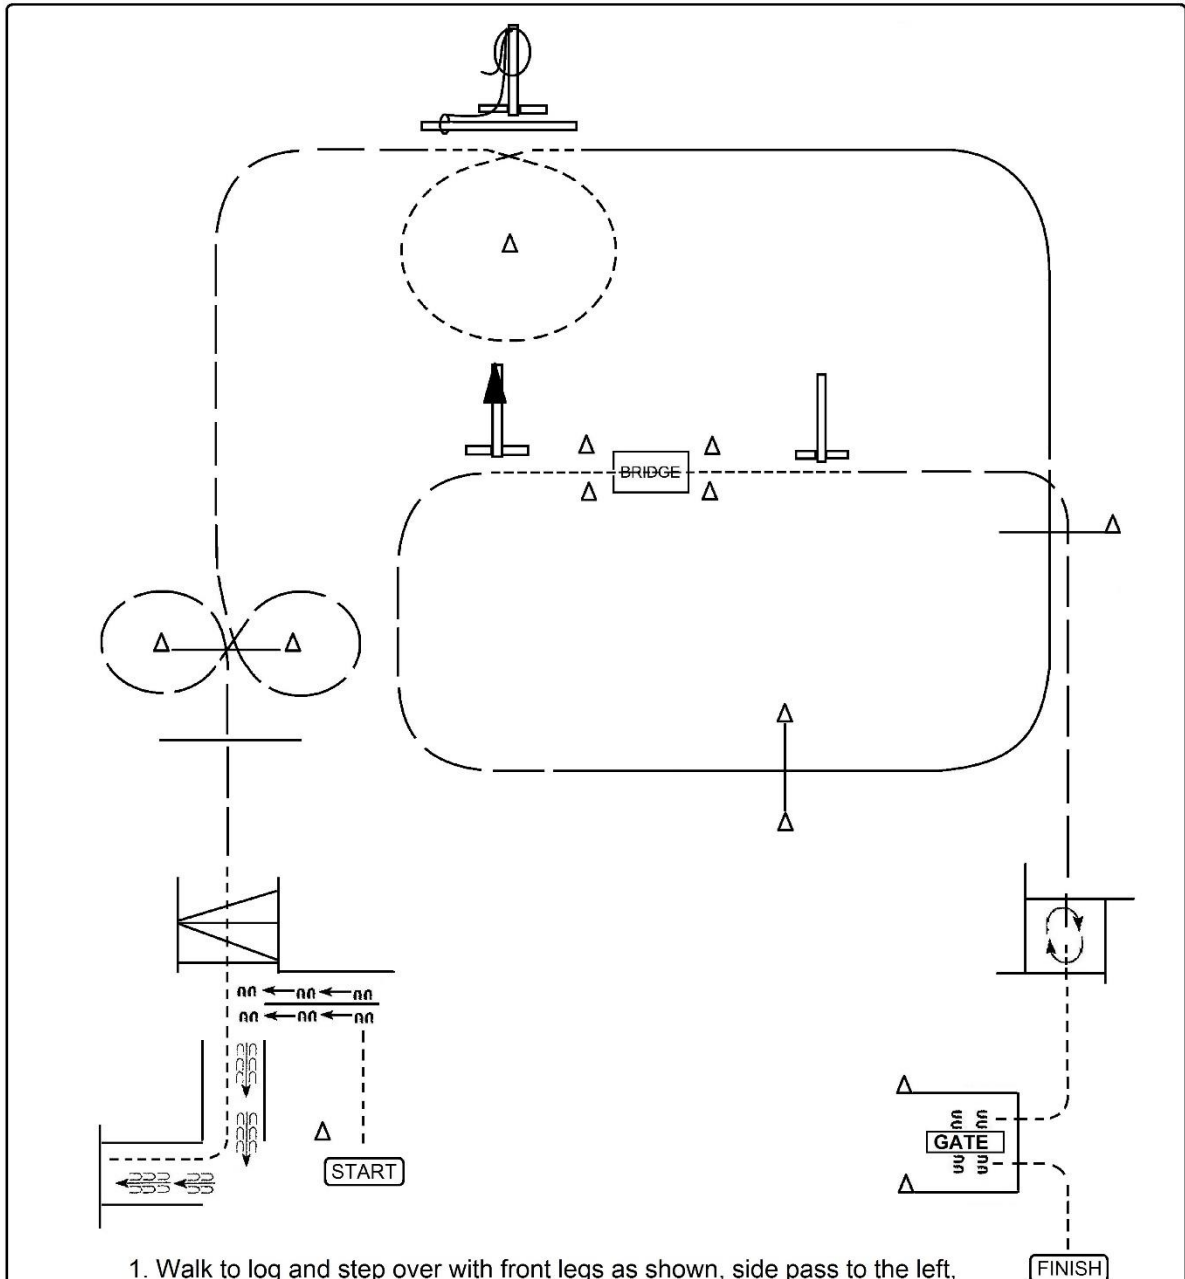 BRIDGE
GATE
START
FINISH
1. Walk to log and step over with front legs as shown, side pass to the left,